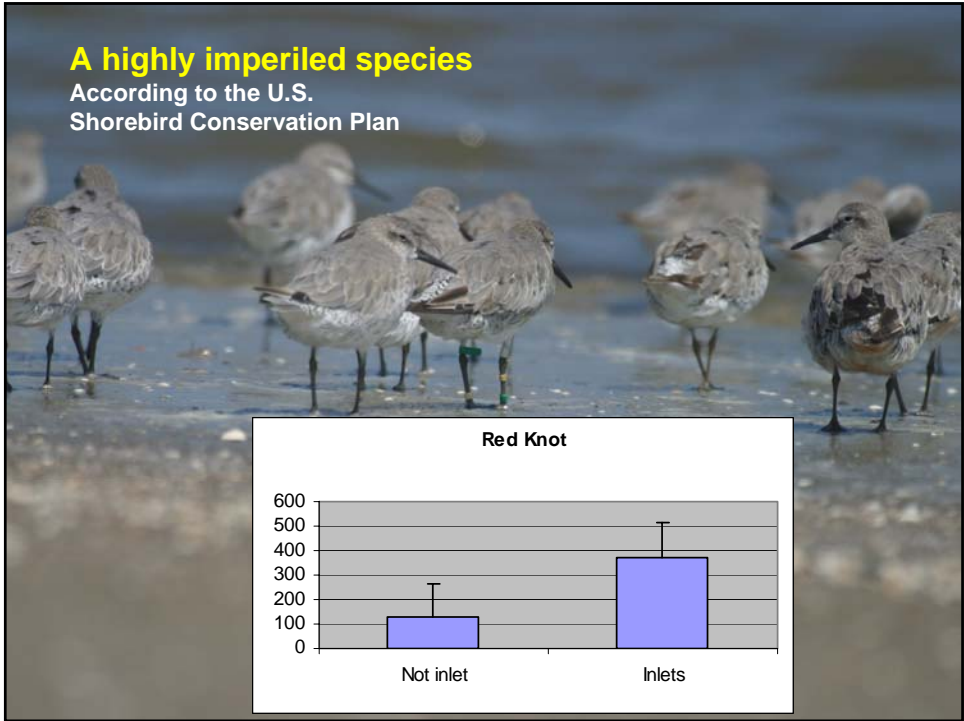 A highly imperiled species
According to the U.S.
Shorebird Conservation Plan
Red Knot
600
500
400
300
200
100
0
Not inlet
Inlets